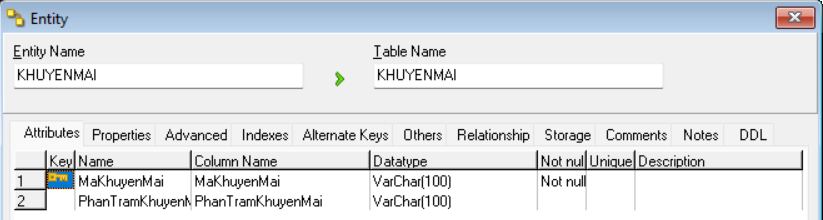 Entity
Entity Name
Table Name
KHUYENMAI
KHUYENMAI
Attributes Properties Advanced Indexes Alternate Keys Others Relationship Storage Comments Notes DDL
Key Name Column Name Datatype Not nul Unique Description
1 MaKhuyenMai MaKhuyenMai VarChar(100) Not null
2 PhanTramKhuyenM PhanTramKhuyenMai VarChar(100)